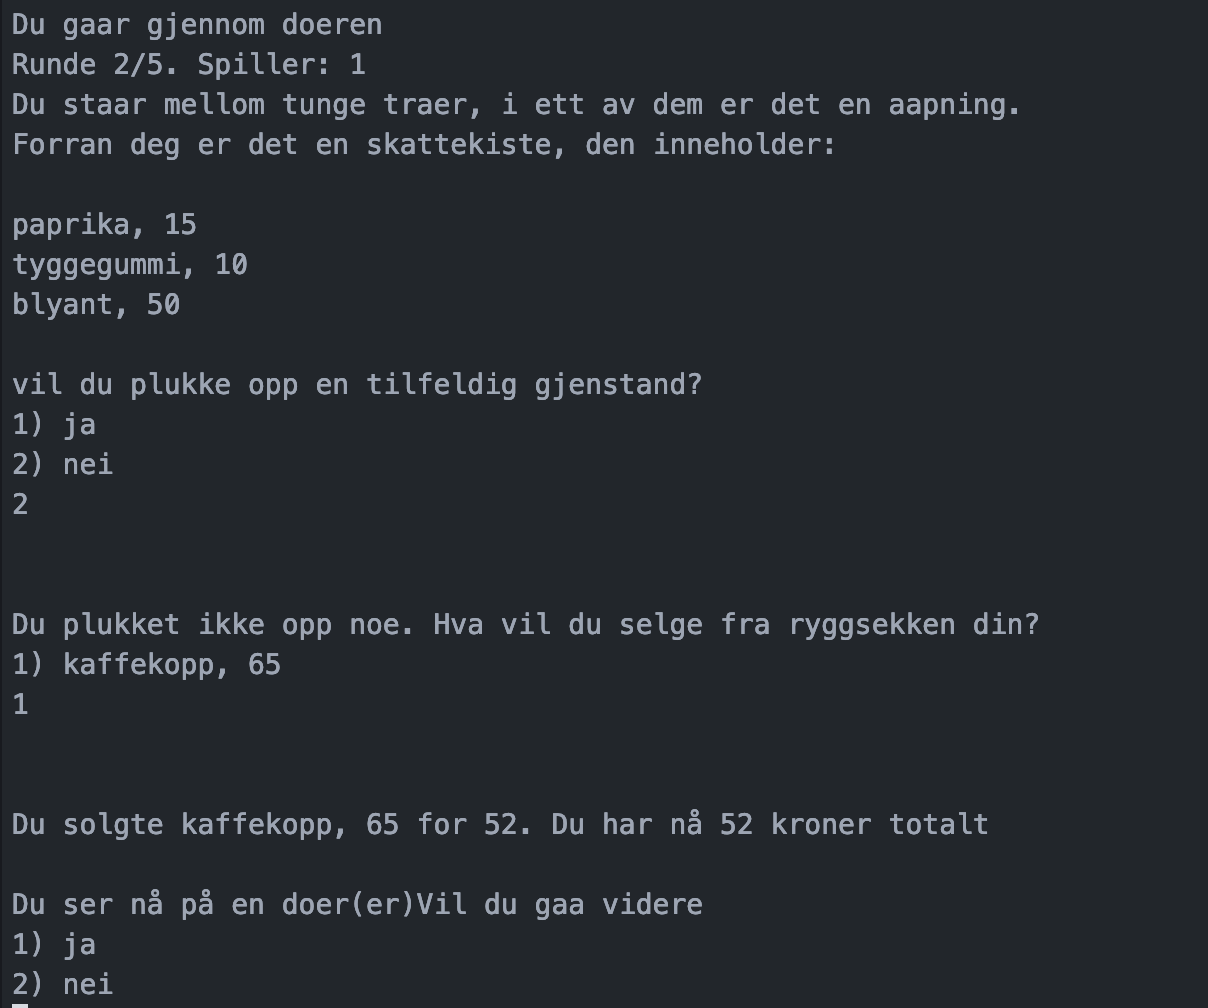 Du gaar gjennom doeren
Runde 2/5. Spiller: 1
Du staar mellom tunge traer, i ett av dem er det en aapning.
Forran deg er det en skattekiste, den inneholder:
paprika, 15
tyggegummi, 10
blyant, 50
vil du plukke opp en tilfeldig gjenstand?
1) ja
2) nei
2
Du plukket ikke opp noe. Hva vil du selge fra ryggsekken din?
1) kaffekopp, 65
1
Du solgte kaffekopp, 65 for 52. Du har nå 52 kroner totalt
Du ser nå på en doer(er)Vil du gaa videre
1) ja
2) nei